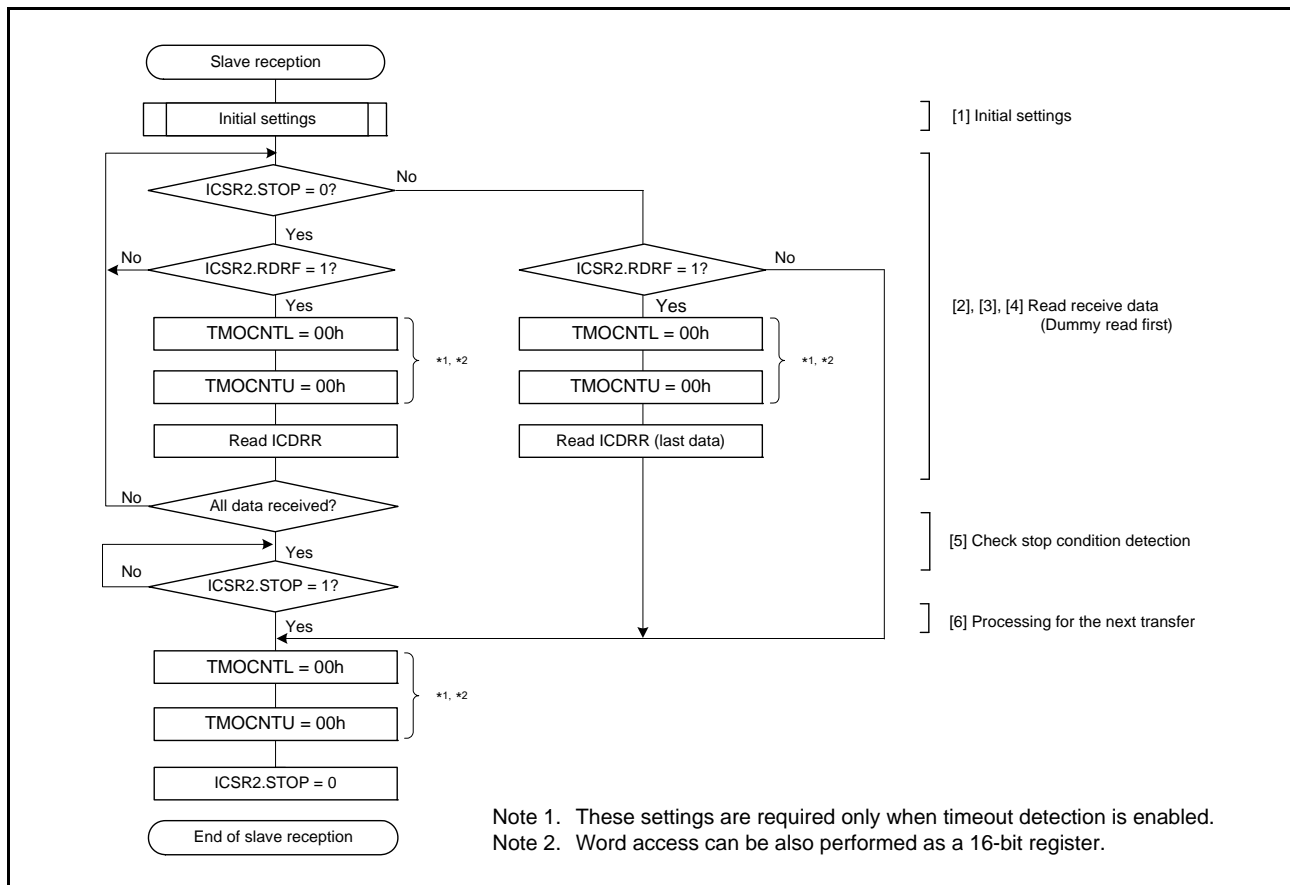 Slave reception
Initial settings
[1] Initial settings
ICSR2.STOP = 0?
No
Yes
No
ICSR2.RDRF = 1?
Yes
TMOCNTL = 00h
TMOCNTU = 00h
*1, *2
Read ICDRR
No
All data received?
Yes
ICSR2.RDRF = 1?
No
Yes
TMOCNTL = 00h
TMOCNTU = 00h
*1, *2
Read ICDRR (last data)
[2], [3], [4] Read receive data
(Dummy read first)
No
ICSR2.STOP = 1?
Yes
[5] Check stop condition detection
[6] Processing for the next transfer
TMOCNTL = 00h
TMOCNTU = 00h
*1, *2
ICSR2.STOP = 0
End of slave reception
Note 1. These settings are required only when timeout detection is enabled.
Note 2. Word access can be also performed as a 16-bit register.